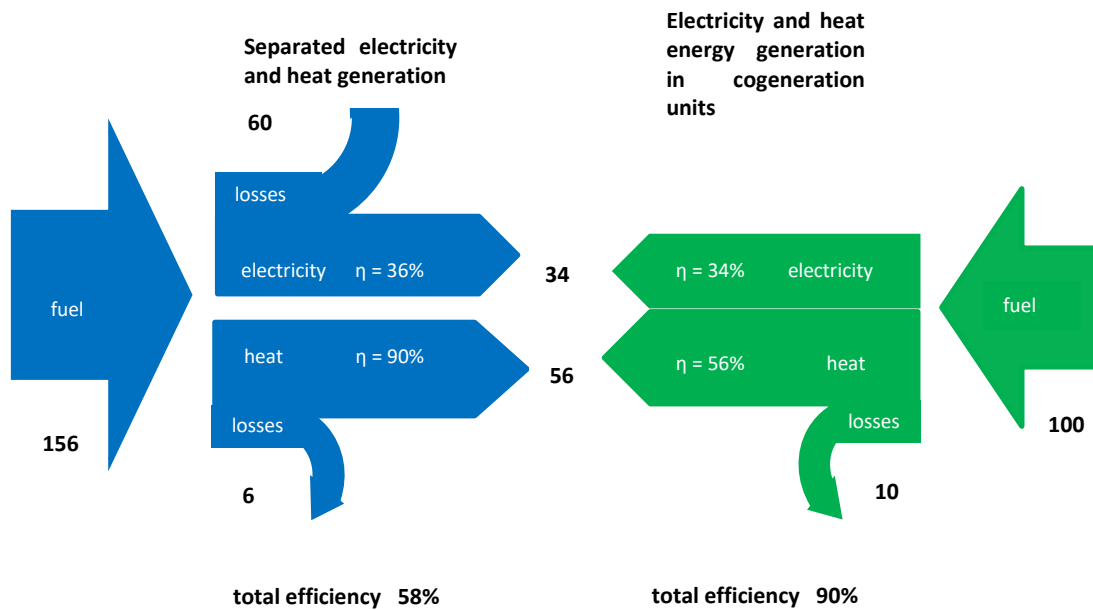 Separated electricity
and heat generation
Electricity and heat
energy generation
in cogeneration
units
60
losses
electricity η = 36%
34
η = 34% electricity
fuel
fuel
heat η = 90%
56
η = 56% heat
losses
losses
156
100
6
10
total efficiency 58%
total efficiency 90%